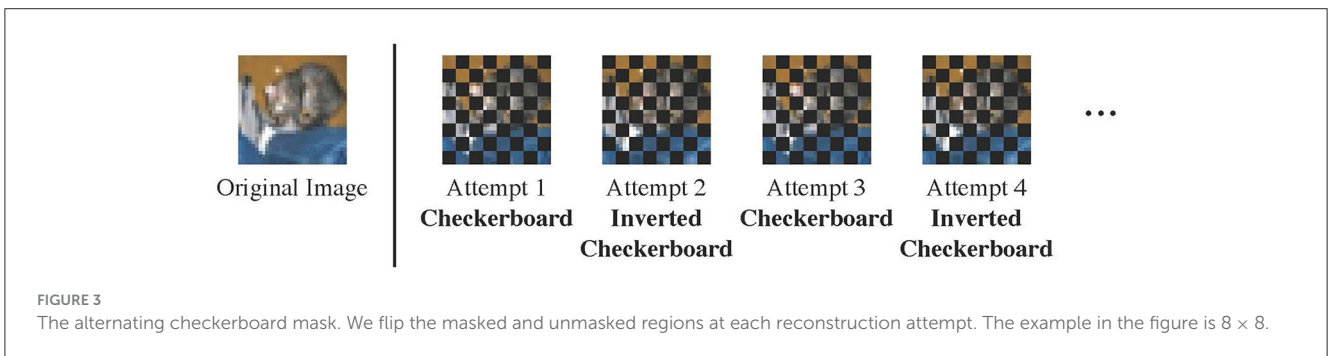 Original Image
Attempt 1
Checkerboard
Attempt 2
Inverted
Checkerboard
Attempt 3
Checkerboard
Attempt 4
Inverted
Checkerboard
...
FIGURE 3
The alternating checkerboard mask. We flip the masked and unmasked regions at each reconstruction attempt. The example in the figure is 8 × 8.